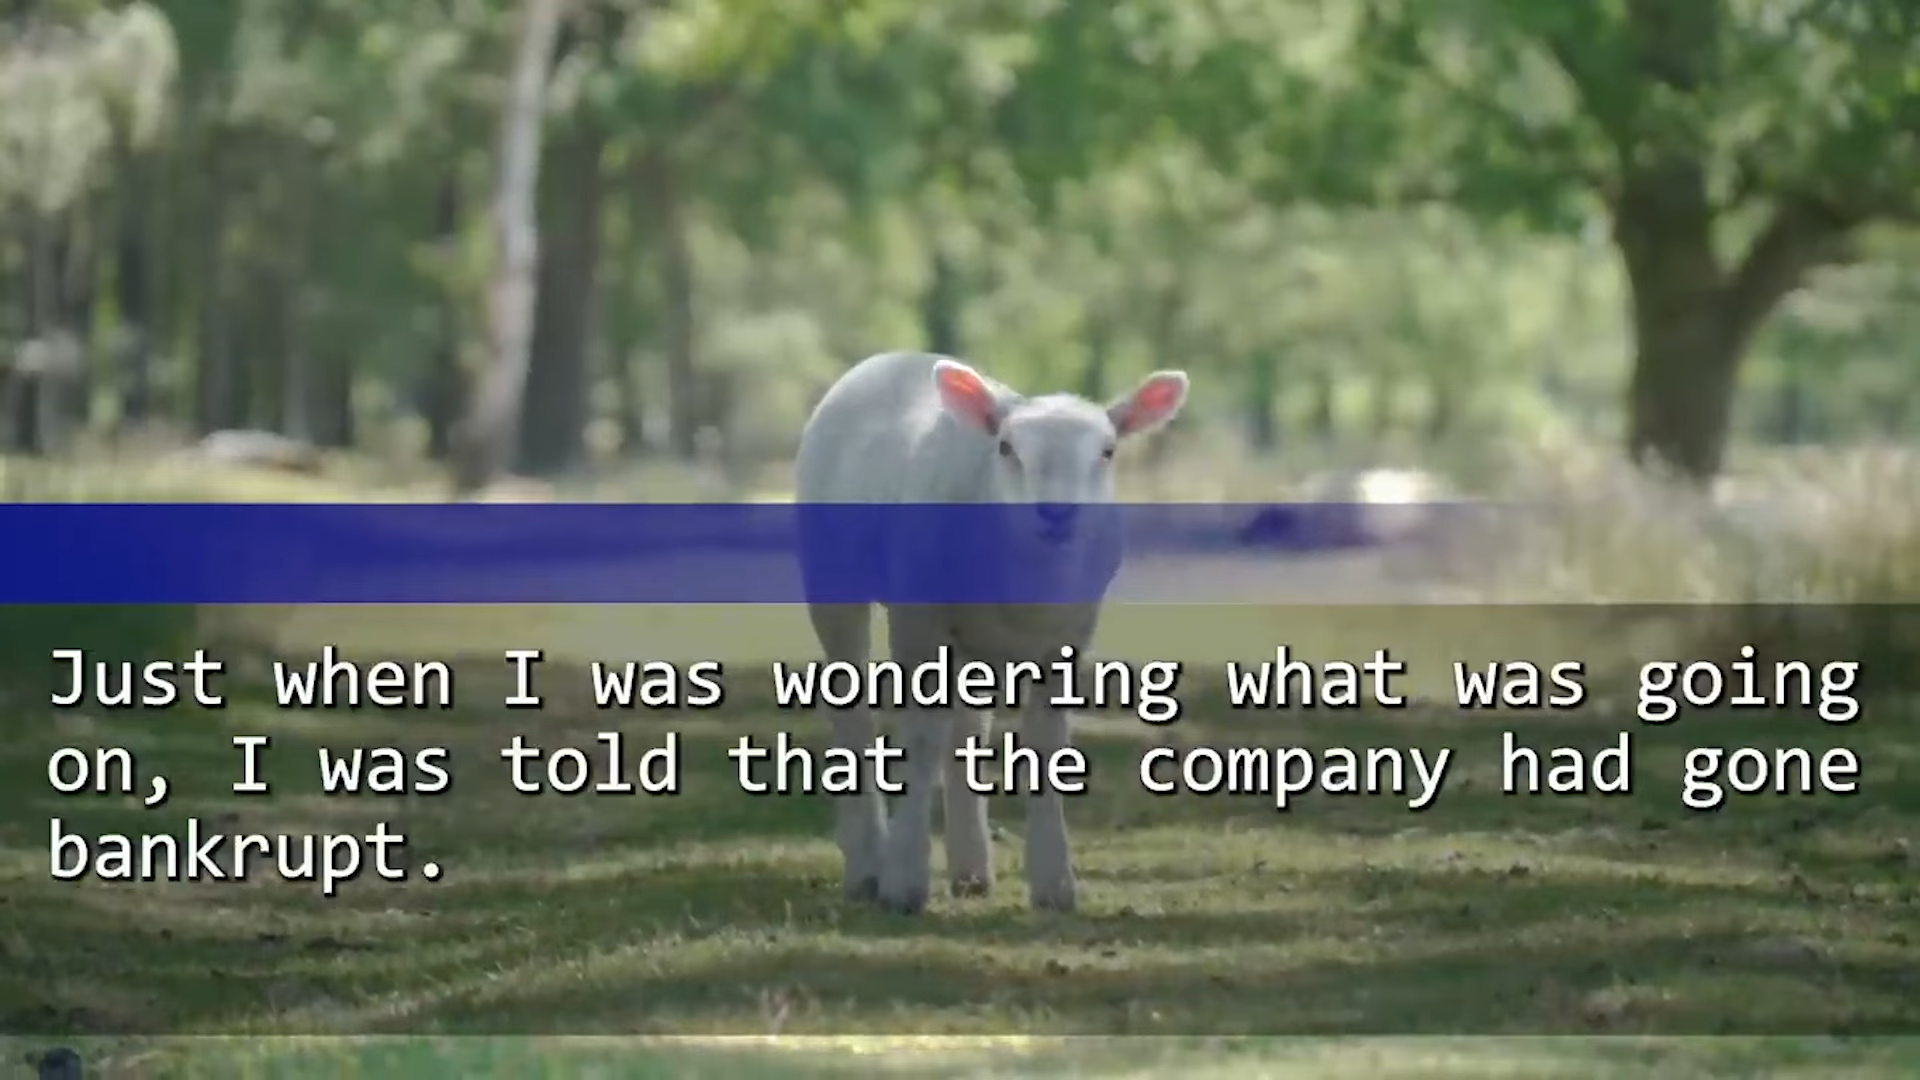 Just when I was wondering what was going
on, I was told that the company had gone
bankrupt.